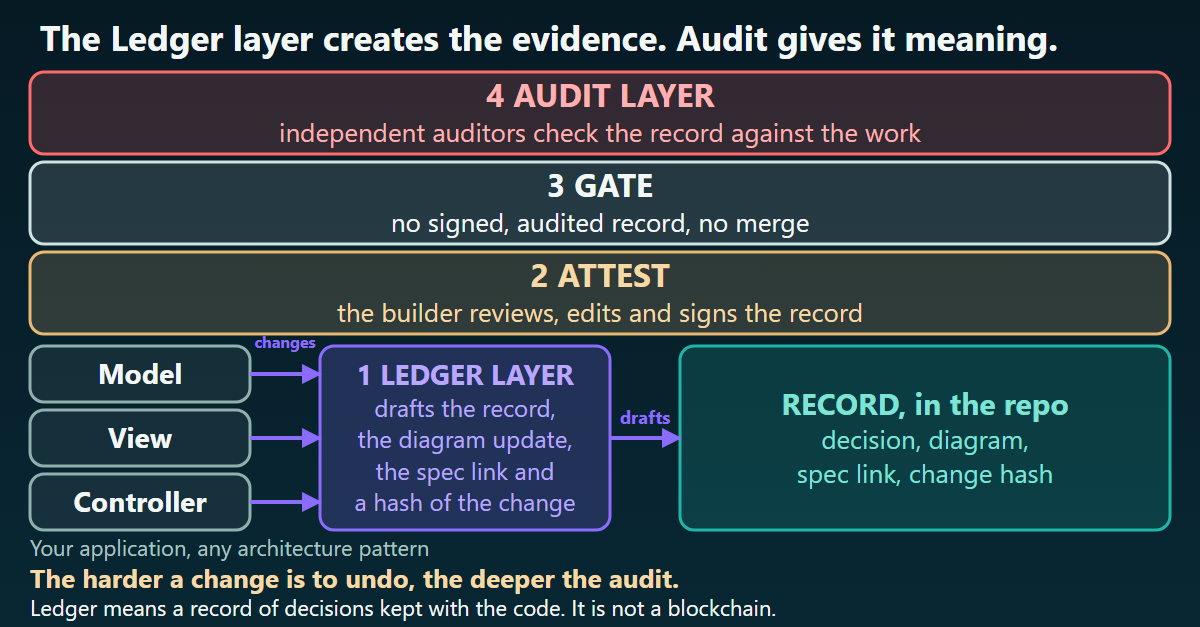 The Ledger layer creates the evidence. Audit gives it meaning.
4 AUDIT LAYER
independent auditors check the record against the work
3 GATE
no signed, audited record, no merge
2 ATTEST
the builder reviews, edits and signs the record
Model
View
Controller
changes
1 LEDGER LAYER
drafts the record,
the diagram update,
the spec link and
a hash of the change
drafts
RECORD, in the repo
decision, diagram,
spec link, change hash
Your application, any architecture pattern
The harder a change is to undo, the deeper the audit.
Ledger means a record of decisions kept with the code. It is not a blockchain.